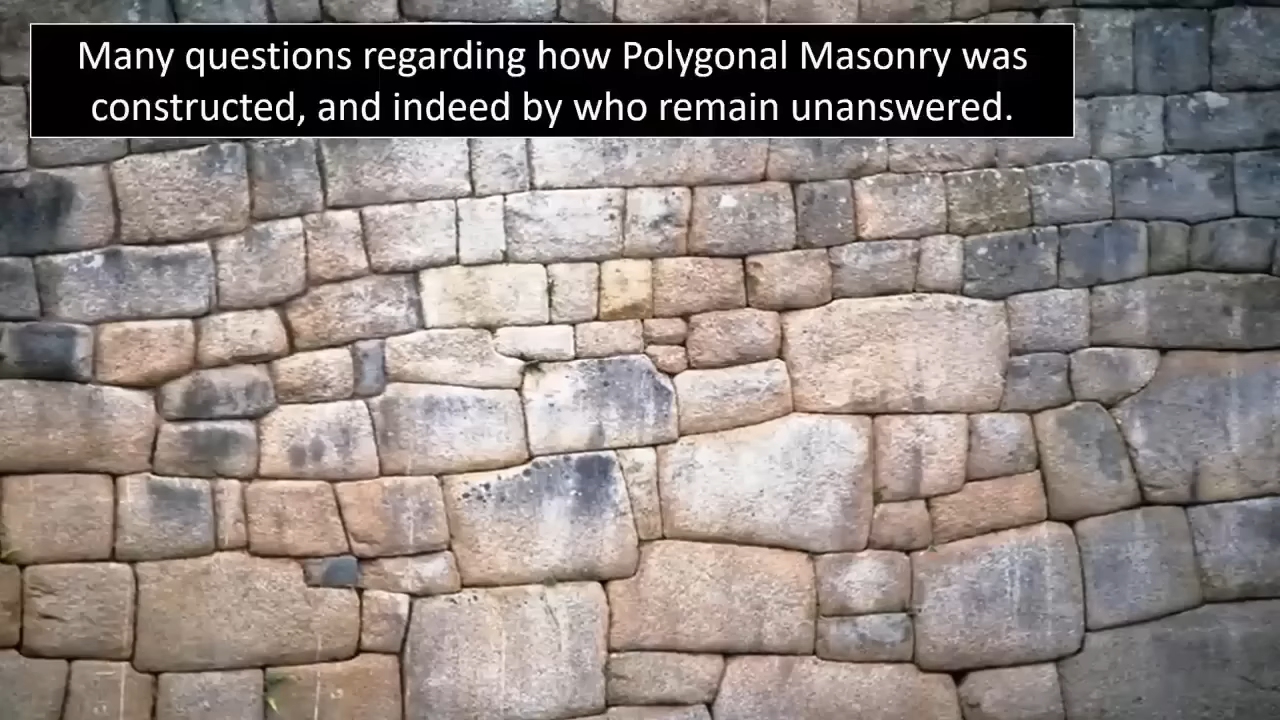 Many questions regarding how Polygonal Masonry was
constructed, and indeed by who remain unanswered.